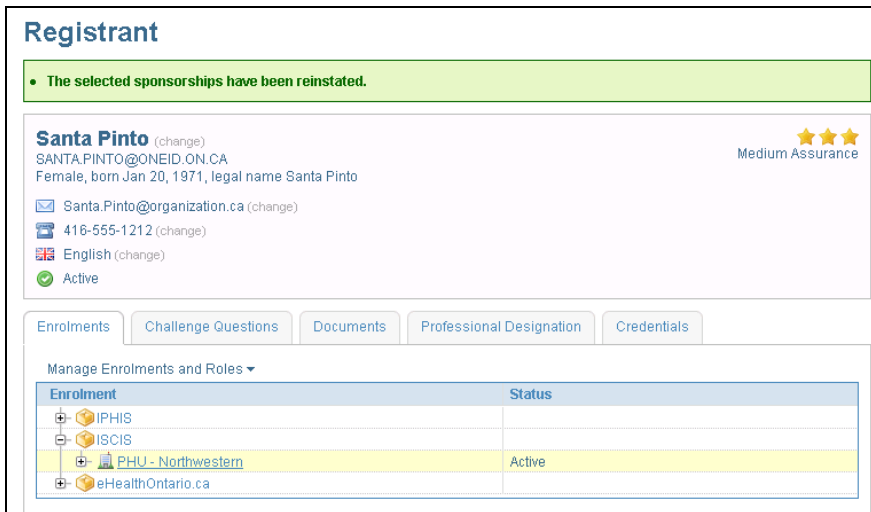 Registrant
• The selected sponsorships have been reinstated.
Santa Pinto (change)
SANTA.PINTO@ONEID.ON.CA
Female, born Jan 20, 1971, legal name Santa Pinto
Medium Assurance
Santa.Pinto@organization.ca (change)
416-555-1212 (change)
English (change)
Active
Enrolments Challenge Questions Documents Professional Designation Credentials
Manage Enrolments and Roles
Enrolment Status
IPHIS
ISCIS
PHU - Northwestern Active
eHealthOntario.ca